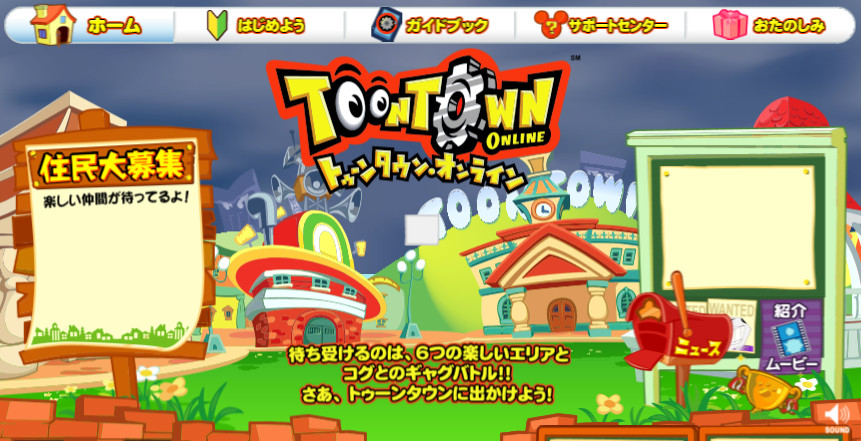 ホーム
はじめよう
ガイドブック
サポートセンター
おたのしみ
TOONTOWN
ONLINE
SM
トゥーンタウン・オンライン
住民大募集
楽しい仲間が待ってるよ!
TOONTOWN
WANTED
紹介
ムービー
ニュース
待ち受けるのは、6つの楽しいエリアと
コグとのギャグバトル!!
さあ、トゥーンタウンに出かけよう!
SOUND